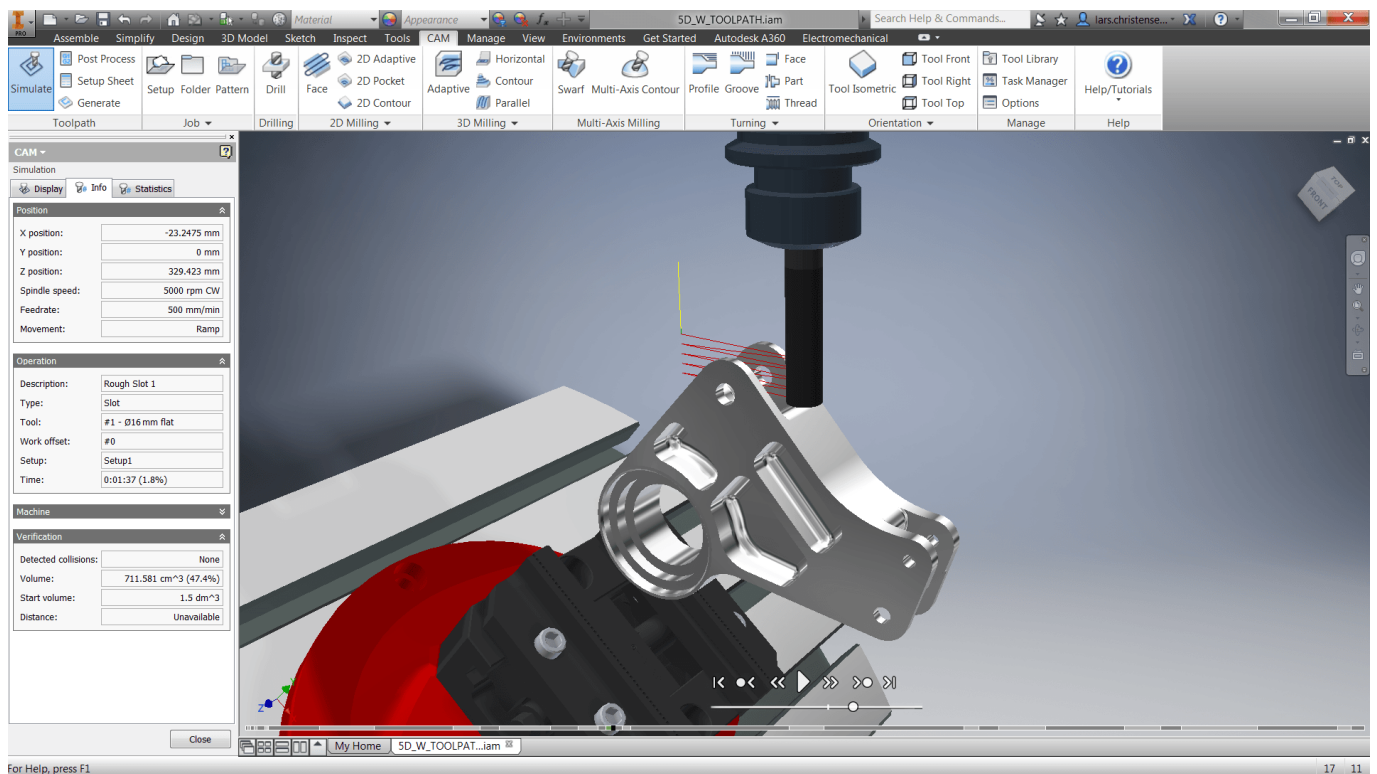 PRO
Material
Appearance
5D_W_TOOLPATH.iam
Search Help & Commands...
lars.christense...
Assemble Simplify Design 3D Model Sketch Inspect Tools CAM Manage View Environments Get Started Autodesk A360 Electromechanical
Simulate
Post Process
Setup Sheet
Generate
Setup Folder Pattern
Drill
Face
2D Adaptive
2D Pocket
2D Contour
Adaptive
Horizontal
Contour
Parallel
Swarf Multi-Axis Contour
Profile Groove
Face
Part
Thread
Tool Isometric
Tool Front
Tool Right
Tool Top
Tool Library
Task Manager
Options
Help/Tutorials
Toolpath Job Drilling 2D Milling 3D Milling Multi-Axis Milling Turning Orientation Manage Help
CAM
Simulation
Display Info Statistics
Position
X position: -23.2475 mm
Y position: 0 mm
Z position: 329.423 mm
Spindle speed: 5000 rpm CW
Feedrate: 500 mm/min
Movement: Ramp
Operation
Description: Rough Slot 1
Type: Slot
Tool: #1 - Ø16 mm flat
Work offset: #0
Setup: Setup1
Time: 0:01:37 (1.8%)
Machine
Verification
Detected collisions: None
Volume: 711.581 cm^3 (47.4%)
Start volume: 1.5 dm^3
Distance: Unavailable
Close
TOP
FRONT
Z
My Home 5D_W_TOOLPAT...iam
For Help, press F1
17 11